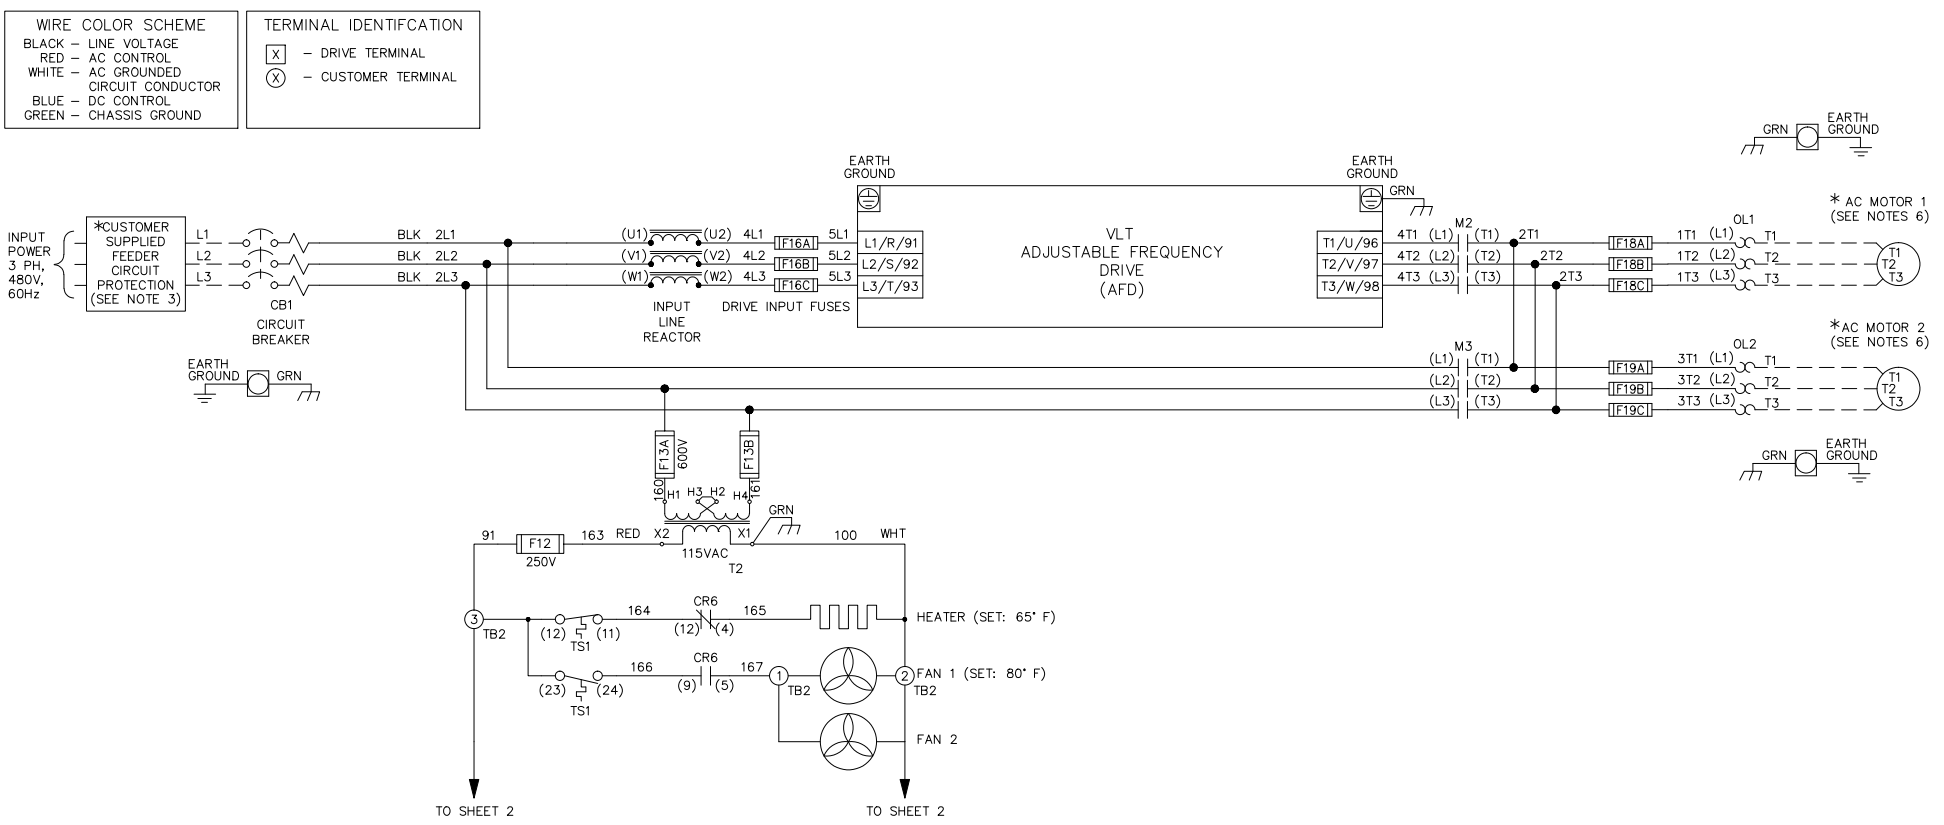 WIRE COLOR SCHEME
BLACK – LINE VOLTAGE
RED – AC CONTROL
WHITE – AC GROUNDED
CIRCUIT CONDUCTOR
BLUE – DC CONTROL
GREEN – CHASSIS GROUND
TERMINAL IDENTIFCATION
X – DRIVE TERMINAL
X – CUSTOMER TERMINAL
INPUT
POWER
3 PH,
480V,
60Hz
*CUSTOMER
SUPPLIED
FEEDER
CIRCUIT
PROTECTION
(SEE NOTE 3)
L1
L2
L3
CB1
CIRCUIT
BREAKER
EARTH
GROUND
GRN
BLK 2L1
BLK 2L2
BLK 2L3
(U1) (U2) 4L1 F16A 5L1
(V1) (V2) 4L2 F16B 5L2
(W1) (W2) 4L3 F16C 5L3
INPUT
LINE
REACTOR
DRIVE INPUT FUSES
EARTH
GROUND
L1/R/91
L2/S/92
L3/T/93
VLT
ADJUSTABLE FREQUENCY
DRIVE
(AFD)
EARTH
GROUND
GRN
T1/U/96
T2/V/97
T3/W/98
M2
4T1 (L1) (T1) 2T1
4T2 (L2) (T2) 2T2
4T3 (L3) (T3) 2T3
F18A
F18B
F18C
OL1
1T1 (L1) T1
1T2 (L2) T2
1T3 (L3) T3
GRN
EARTH
GROUND
* AC MOTOR 1
(SEE NOTES 6)
T1
T2
T3
M3
(L1) (T1)
(L2) (T2)
(L3) (T3)
F19A
F19B
F19C
OL2
3T1 (L1) T1
3T2 (L2) T2
3T3 (L3) T3
*AC MOTOR 2
(SEE NOTES 6)
T1
T2
T3
GRN
EARTH
GROUND
F13A
600V
F13B
160
161
H1 H3 H2 H4
GRN
91 F12 163 RED X2 X1 100 WHT
250V
115VAC
T2
3
TB2
(12) (11)
TS1
164
CR6
(12) (4)
165
HEATER (SET: 65° F)
(23) (24)
TS1
166
CR6
(9) (5)
167
1
TB2
2
TB2
FAN 1 (SET: 80° F)
FAN 2
TO SHEET 2
TO SHEET 2